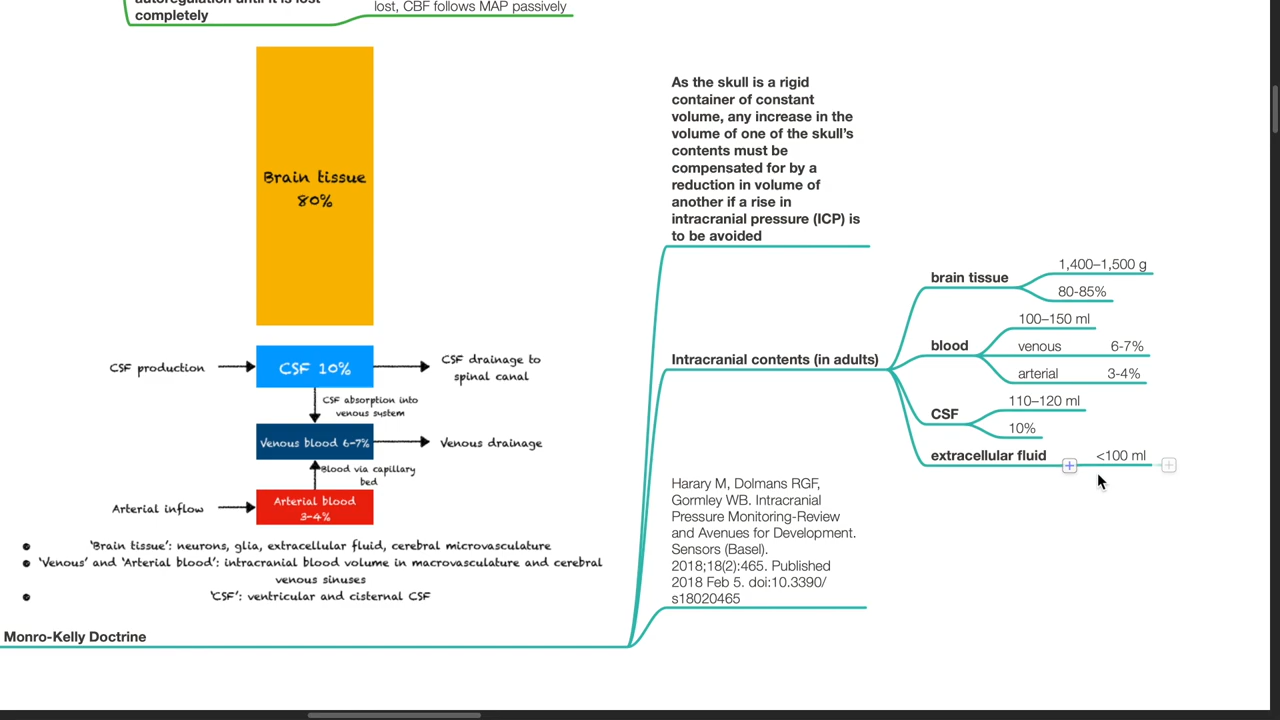 completely
lost, CBF follows MAP passively
Brain tissue
80%
CSF production
CSF 10%
CSF drainage to
spinal canal
CSF absorption into
venous system
Venous blood 6-7%
Venous drainage
Blood via capillary
bed
Arterial inflow
Arterial blood
3-4%
'Brain tissue': neurons, glia, extracellular fluid, cerebral microvasculature
'Venous' and 'Arterial blood': intracranial blood volume in macrovasculature and cerebral
venous sinuses
'CSF': ventricular and cisternal CSF
Monro-Kelly Doctrine
As the skull is a rigid
container of constant
volume, any increase in the
volume of one of the skull's
contents must be
compensated for by a
reduction in volume of
another if a rise in
intracranial pressure (ICP) is
to be avoided
Intracranial contents (in adults)
brain tissue
1,400–1,500 g
80-85%
blood
100–150 ml
venous 6-7%
arterial 3-4%
CSF
110–120 ml
10%
extracellular fluid
<100 ml
Harary M, Dolmans RGF,
Gormley WB. Intracranial
Pressure Monitoring-Review
and Avenues for Development.
Sensors (Basel).
2018;18(2):465. Published
2018 Feb 5. doi:10.3390/
s18020465